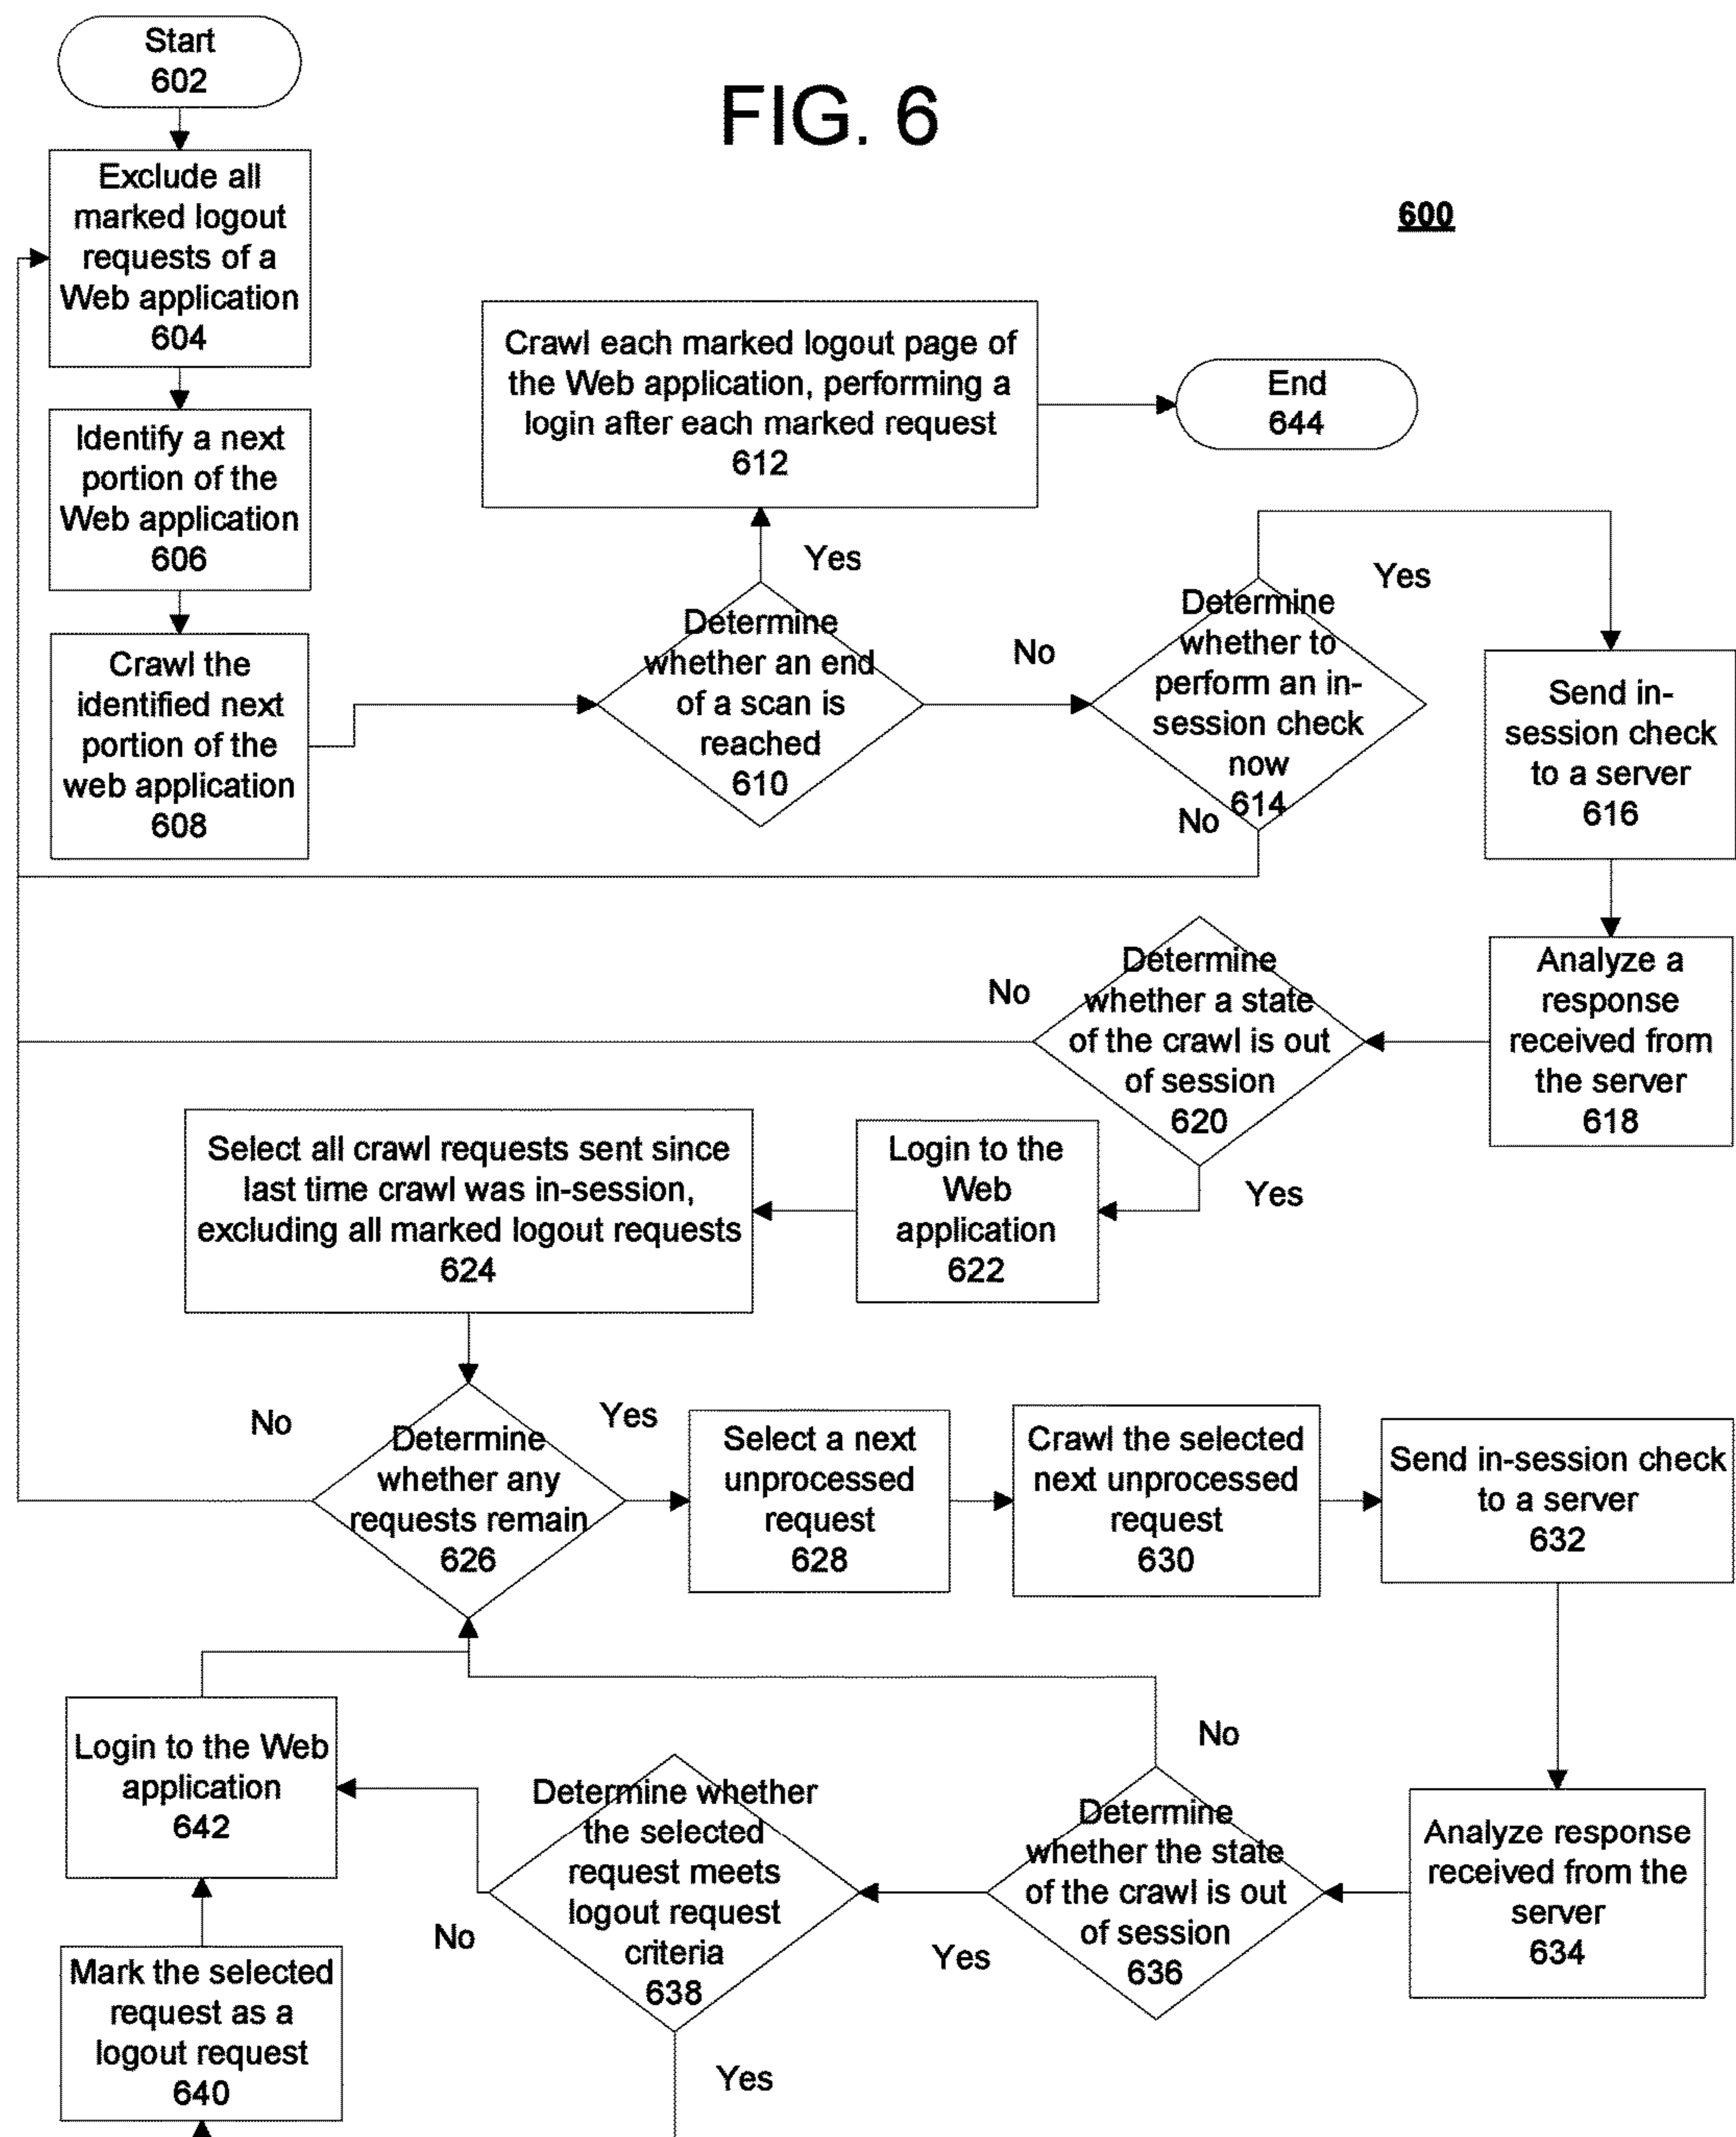 Start
602
FIG. 6
600
Exclude all
marked logout
requests of a
Web application
604
Identify a next
portion of the
Web application
606
Crawl the
identified next
portion of the
web application
608
Crawl each marked logout page of
the Web application, performing a
login after each marked request
612
End
644
Yes
Determine
whether an end
of a scan is
reached
610
No
Determine
whether to
perform an in-
session check
now
614
Yes
No
Send in-
session check
to a server
616
Analyze a
response
received from
the server
618
Determine
whether a state
of the crawl is out
of session
620
No
Yes
Login to the
Web
application
622
Select all crawl requests sent since
last time crawl was in-session,
excluding all marked logout requests
624
Determine
whether any
requests remain
626
No
Yes
Select a next
unprocessed
request
628
Crawl the selected
next unprocessed
request
630
Send in-session check
to a server
632
Analyze response
received from the
server
634
Determine
whether the state
of the crawl is out
of session
636
No
Yes
Determine whether
the selected
request meets
logout request
criteria
638
No
Yes
Login to the Web
application
642
Mark the selected
request as a
logout request
640